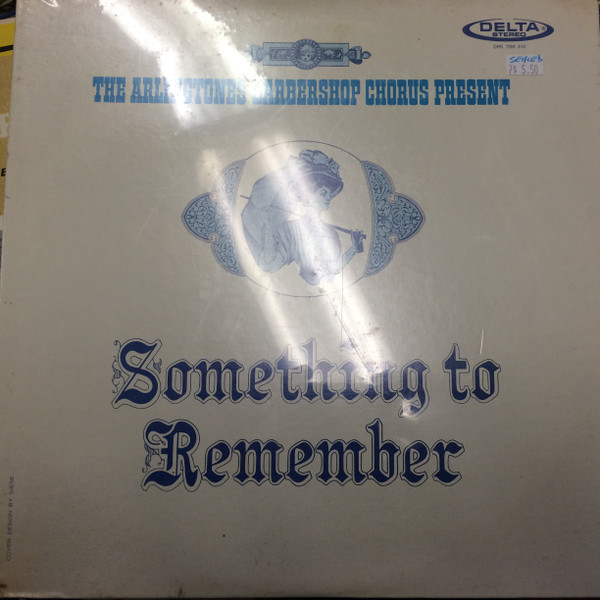 DELTA
STEREO
THE ARLINGTONES BARBERSHOP CHORUS PRESENT
Something to
Remember